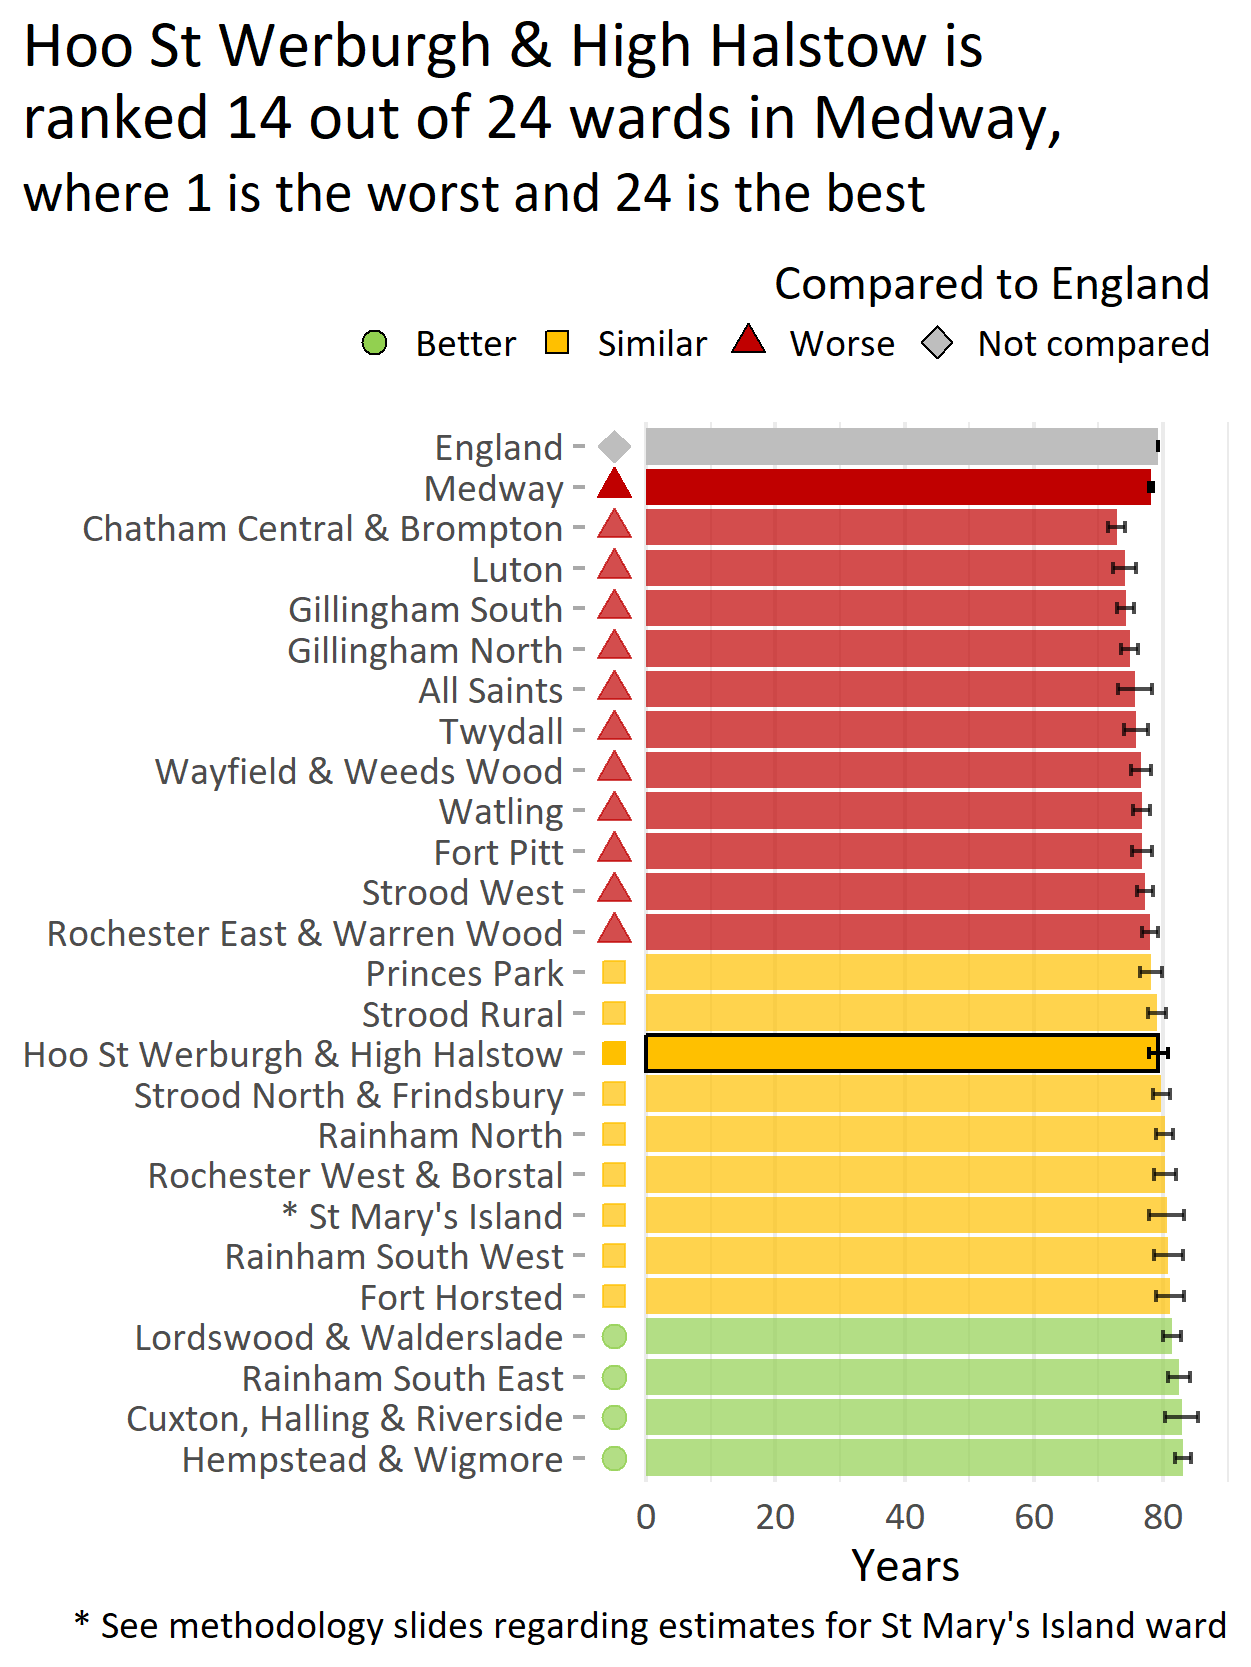 Hoo St Werburgh & High Halstow is
ranked 14 out of 24 wards in Medway,
where 1 is the worst and 24 is the best
Compared to England
Better Similar Worse Not compared
England
Medway
Chatham Central & Brompton
Luton
Gillingham South
Gillingham North
All Saints
Twydall
Wayfield & Weeds Wood
Watling
Fort Pitt
Strood West
Rochester East & Warren Wood
Princes Park
Strood Rural
Hoo St Werburgh & High Halstow
Strood North & Frindsbury
Rainham North
Rochester West & Borstal
* St Mary's Island
Rainham South West
Fort Horsted
Lordswood & Walderslade
Rainham South East
Cuxton, Halling & Riverside
Hempstead & Wigmore
0 20 40 60 80
Years
* See methodology slides regarding estimates for St Mary's Island ward